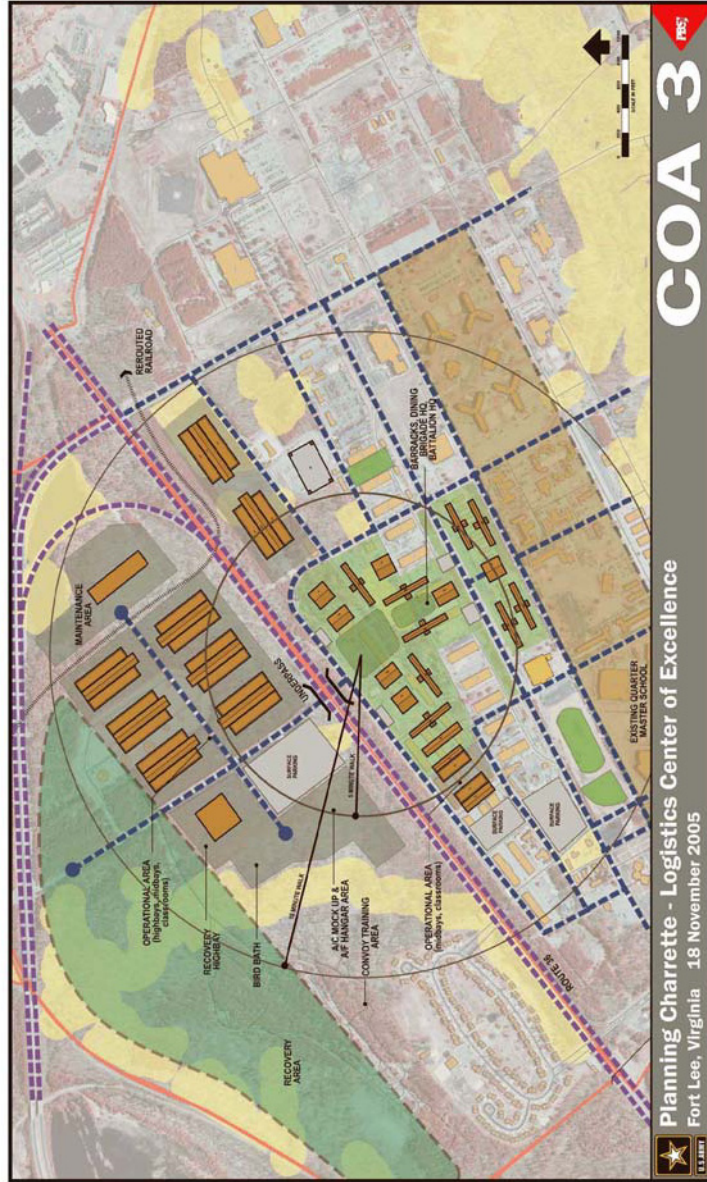 REROUTED
RAILROAD
MAINTENANCE
AREA
UNDERPASS
BARRACKS, DINING
BRIGADE HQ,
BATTALION HQ
OPERATIONAL AREA
(highbays, midbays,
classrooms)
RECOVERY
HIGHBAY
BIRD BATH
SURFACE
PARKING
5 MINUTE WALK
10 MINUTE WALK
A/C MOCK UP &
A/F HANGAR AREA
CONVOY TRAINING
AREA
OPERATIONAL AREA
(midbays, classrooms)
SURFACE
PARKING
SURFACE
PARKING
RECOVERY
AREA
ROUTE 36
EXISTING QUARTER
MASTER SCHOOL
SCALE IN FEET
U.S. ARMY
Planning Charrette - Logistics Center of Excellence
Fort Lee, Virginia 18 November 2005
COA 3
PBS